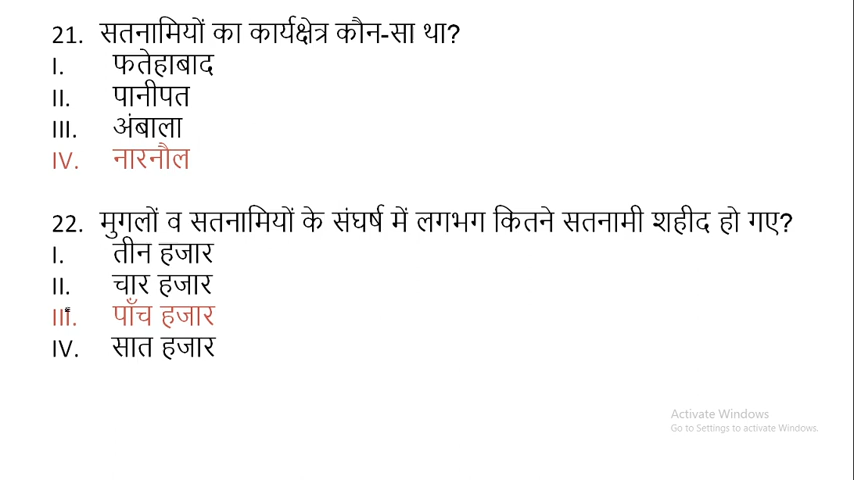 21. सतनामियों का कार्यक्षेत्र कौन-सा था?
I. फतेहाबाद
II. पानीपत
III. अंबाला
IV. नारनौल
22. मुगलों व सतनामियों के संघर्ष में लगभग कितने सतनामी शहीद हो गए?
I. तीन हजार
II. चार हजार
III. पाँच हजार
IV. सात हजार
Activate Windows
Go to Settings to activate Windows.